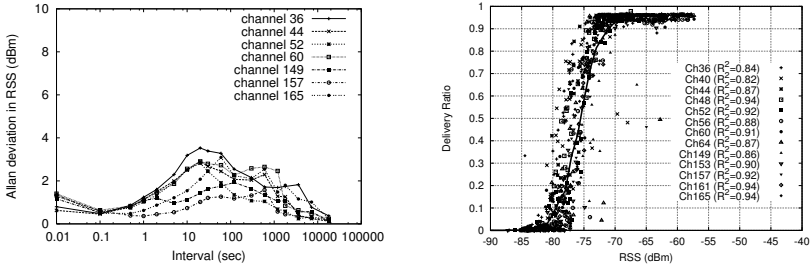 channel 36
channel 44
channel 52
channel 60
channel 149
channel 157
channel 165
Allan deviation in RSS (dBm)
10
8
6
4
2
0
0.01
0.1
1
10
100
1000
10000
100000
Interval (sec)
Delivery Ratio
1
0.9
0.8
0.7
0.6
0.5
0.4
0.3
0.2
0.1
0
Ch36 (R²=0.84)
Ch40 (R²=0.82)
Ch44 (R²=0.87)
Ch48 (R²=0.94)
Ch52 (R²=0.92)
Ch56 (R²=0.88)
Ch60 (R²=0.91)
Ch64 (R²=0.87)
Ch149 (R²=0.86)
Ch153 (R²=0.90)
Ch157 (R²=0.92)
Ch161 (R²=0.94)
Ch165 (R²=0.94)
-90
-85
-80
-75
-70
-65
-60
-55
-50
-45
-40
RSS (dBm)